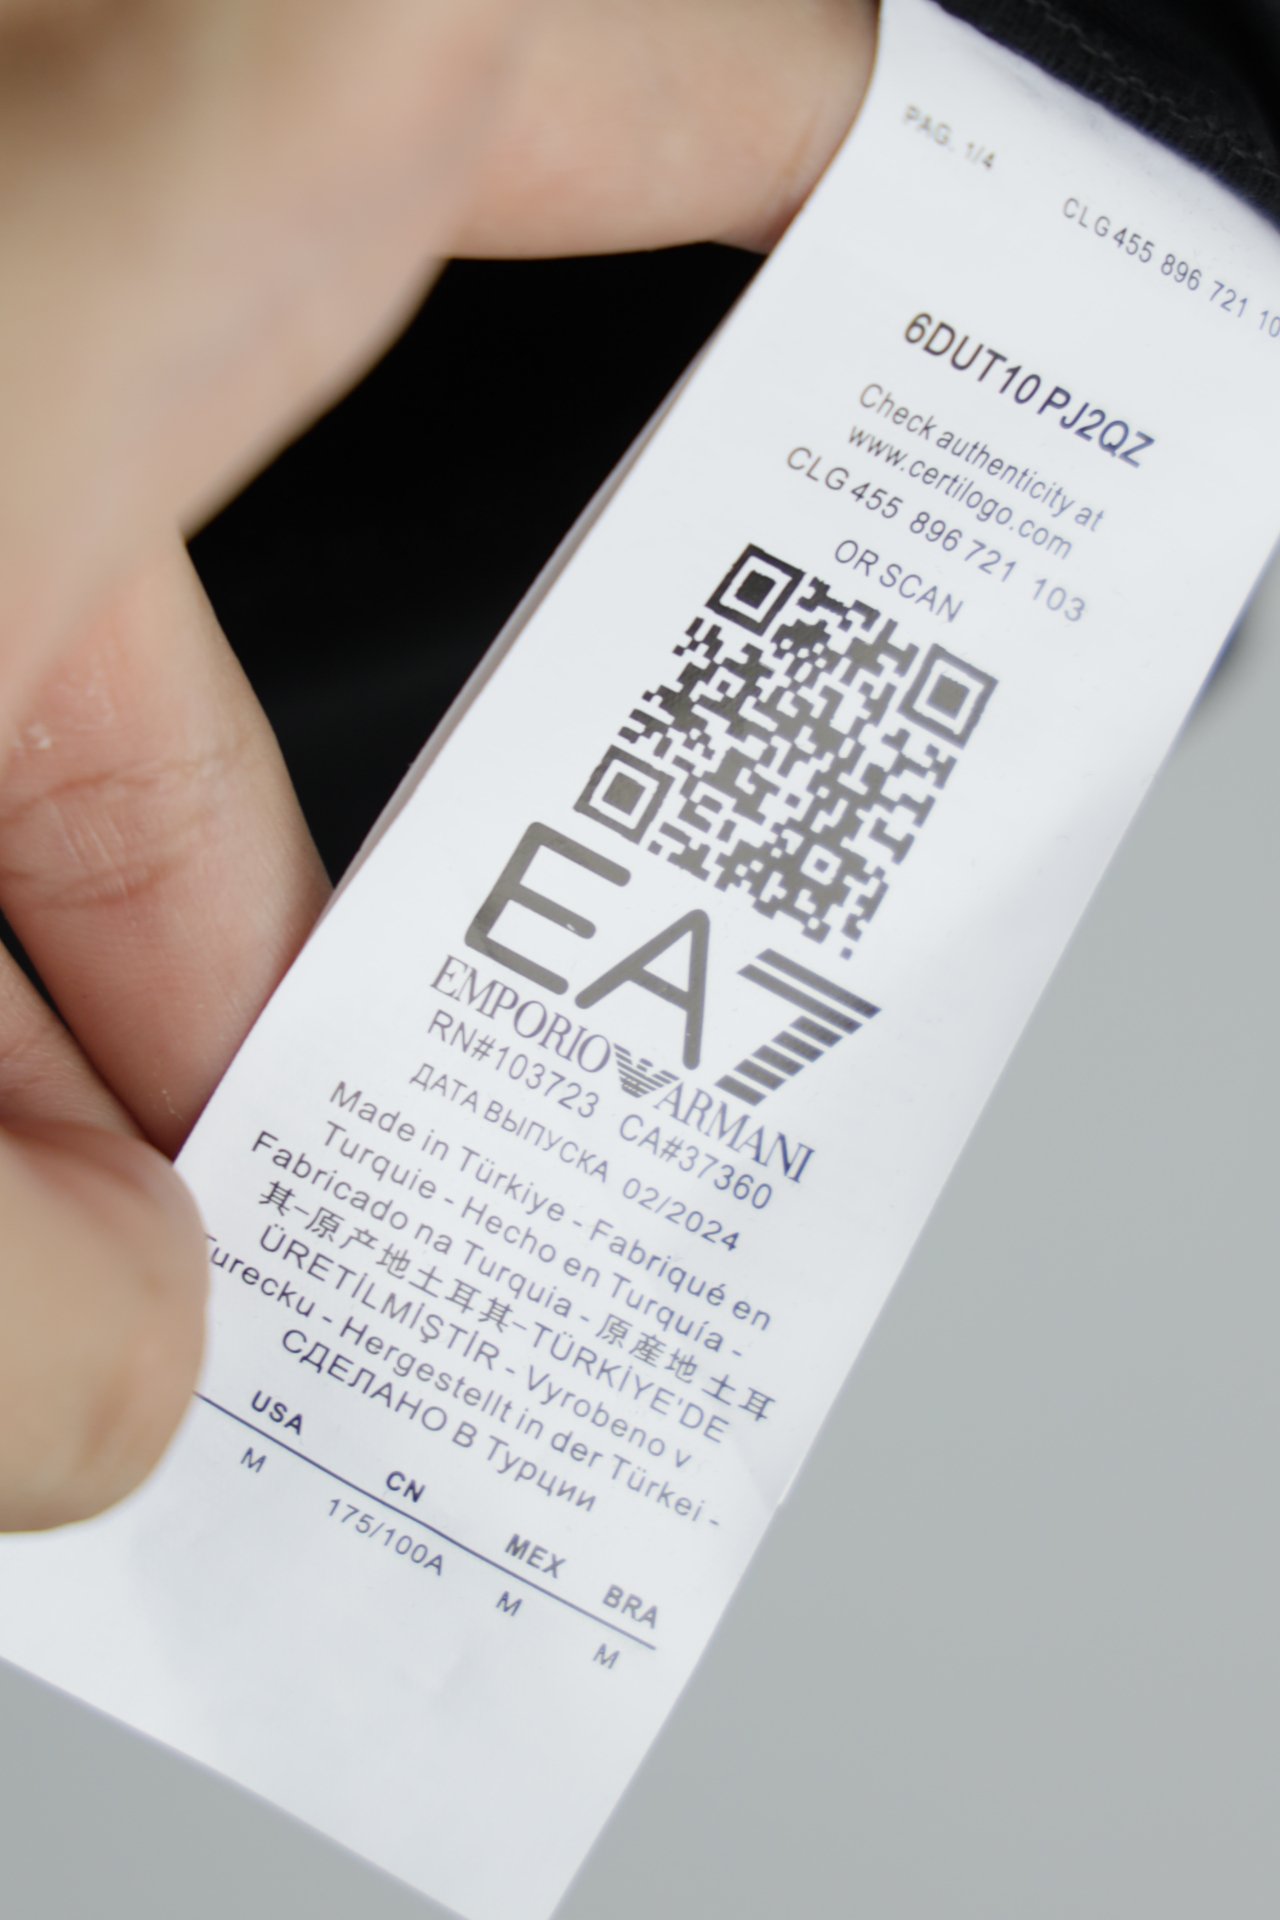 PAG. 1/4
CLG 455 896 721 10
6DUT10 PJ2QZ
Check authenticity at
www.certilogo.com
CLG 455 896 721 103
OR SCAN
EA7
EMPORIO ARMANI
RN#103723 CA#37360
ДАТА ВЫПУСКА 02/2024
Made in Türkiye - Fabriqué en
Turquie - Hecho en Turquía -
Fabricado na Turquia - 原產地 土耳
其-原产地土耳其-TÜRKİYE'DE
ÜRETİLMİŞTİR - Vyrobeno v
Turecku - Hergestellt in der Türkei -
СДЕЛАНО В Турции
USA CN MEX BRA
M 175/100A M M